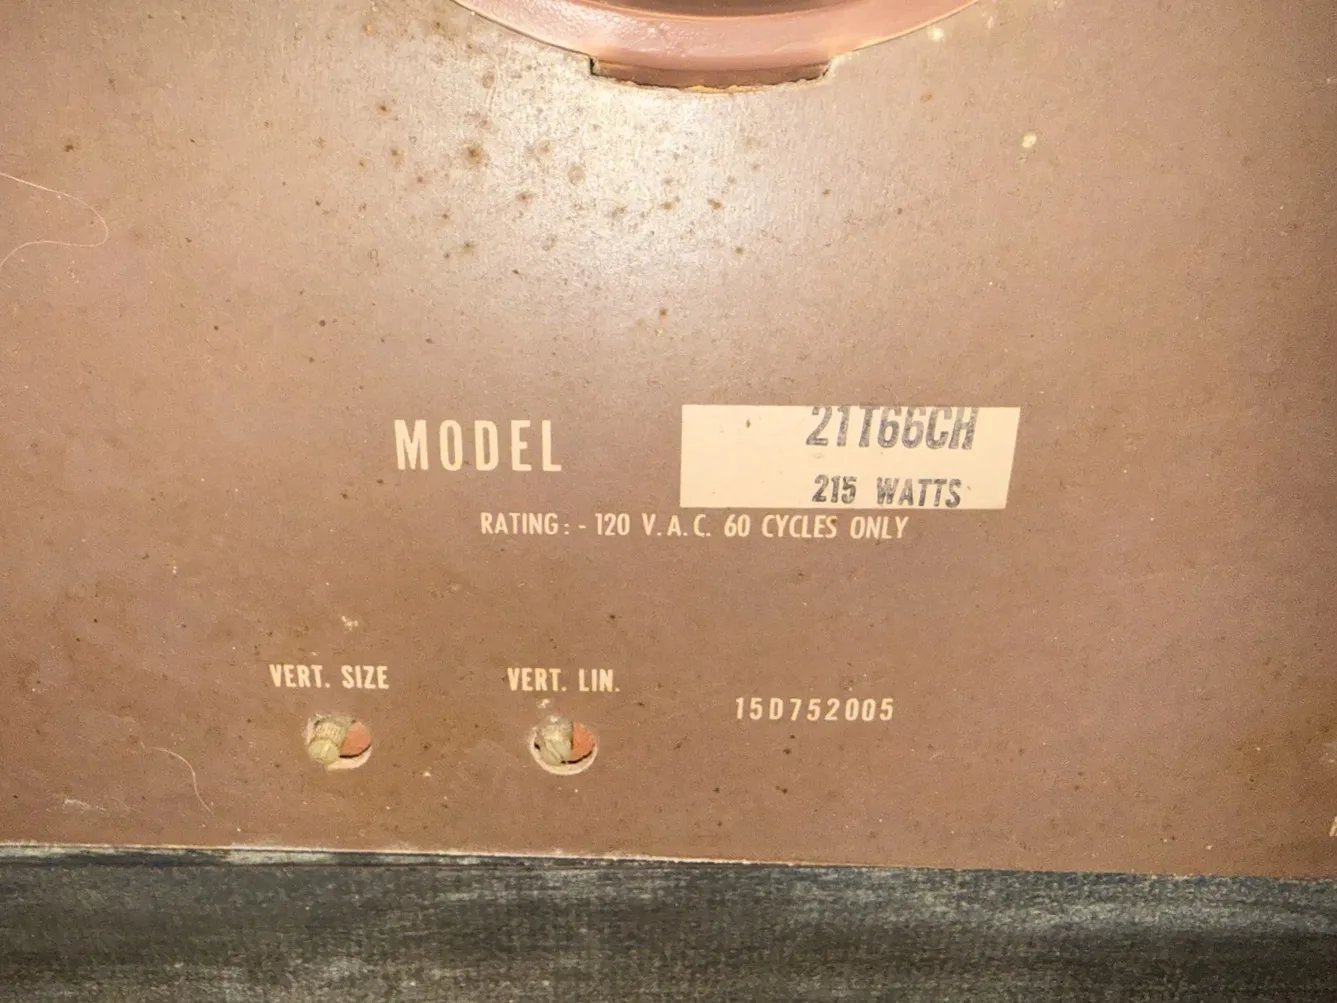 MODEL 21T66CH
215 WATTS
RATING: - 120 V.A.C. 60 CYCLES ONLY
VERT. SIZE VERT. LIN.
15D752005